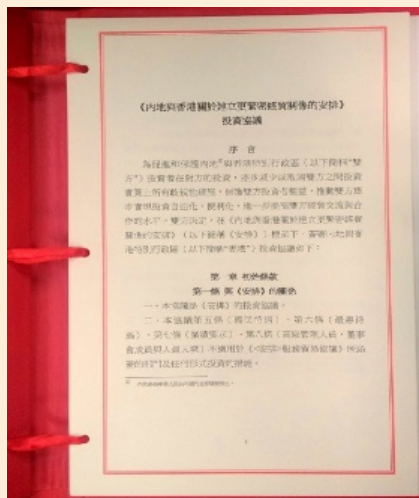 《內地與香港關於建立更緊密經貿關係的安排》
投資協議
序言
為促進和保護內地與香港特別行政區（以下簡稱“雙
方”）投資者在對方的投資，逐步減少或取消雙方之間投資
實質上所有歧視性措施，保護雙方投資者權益，推動雙方逐
步實現投資自由化、便利化，進一步提高雙方經貿交流與合
作的水平，雙方決定，在《內地與香港關於建立更緊密經貿
關係的安排》（以下簡稱《安排》）框架下，簽署內地與香
港特別行政區（以下簡稱“香港”）投資協議如下：
第一章 初始條款
第一條 與《安排》的關係
一、本協議係《安排》的投資協議。
二、本協議第五條（國民待遇）、第六條（最惠待
遇）、第七條（業績要求）、第八條（高級管理人員、董事
會成員與人員入境）不適用於《〈安排〉服務貿易協議》所涵
蓋的部門及任何形式投資的措施。